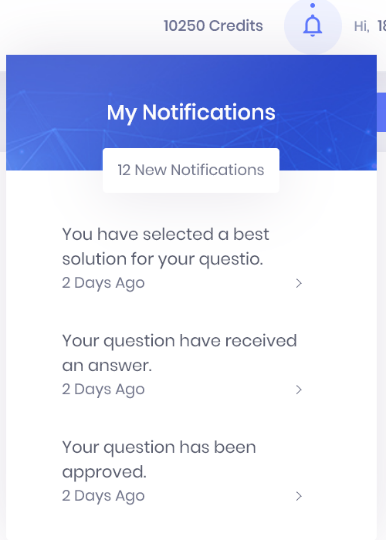 10250 Credits
Hi,
My Notifications
12 New Notifications
You have selected a best
solution for your questio.
2 Days Ago
Your question have received
an answer.
2 Days Ago
Your question has been
approved.
2 Days Ago